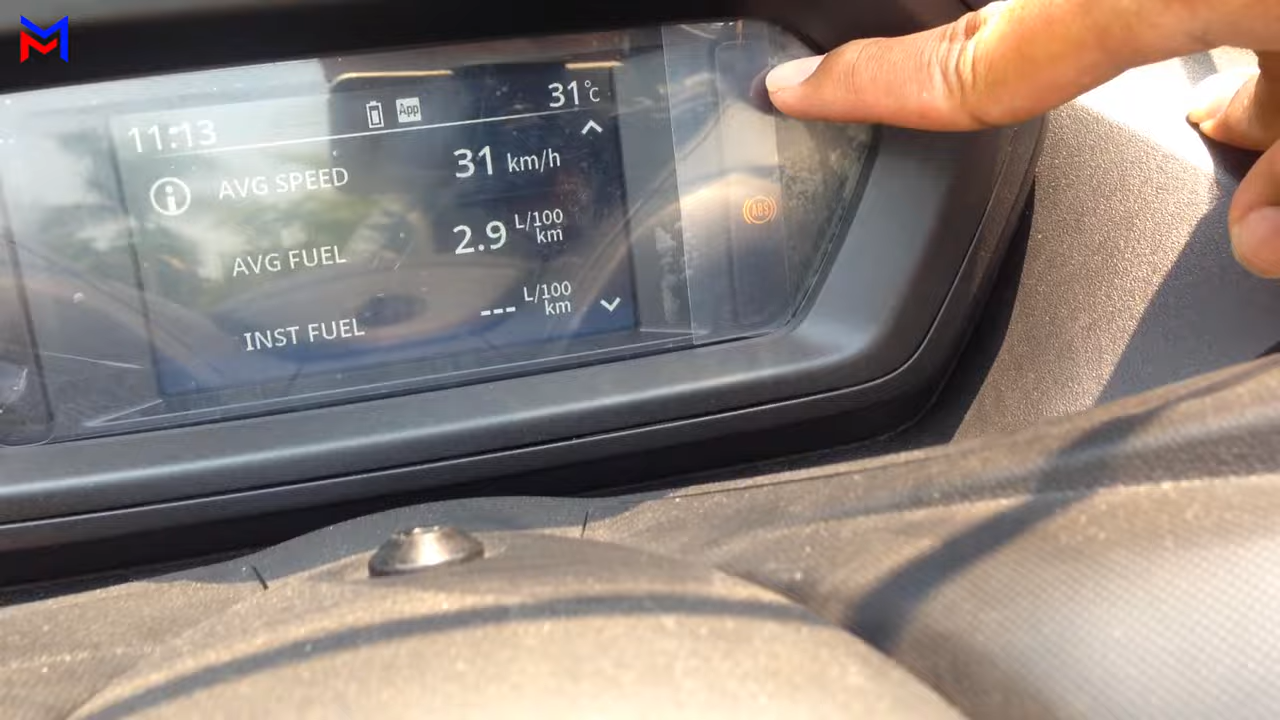 11:13 App 31°C
AVG SPEED 31 km/h
AVG FUEL 2.9 L/100 km
INST FUEL --- L/100 km
ABS